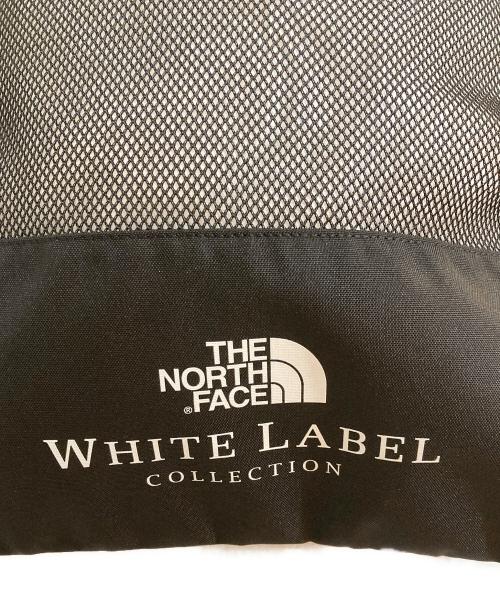 THE
NORTH
FACE
®
WHITE LABEL
COLLECTION